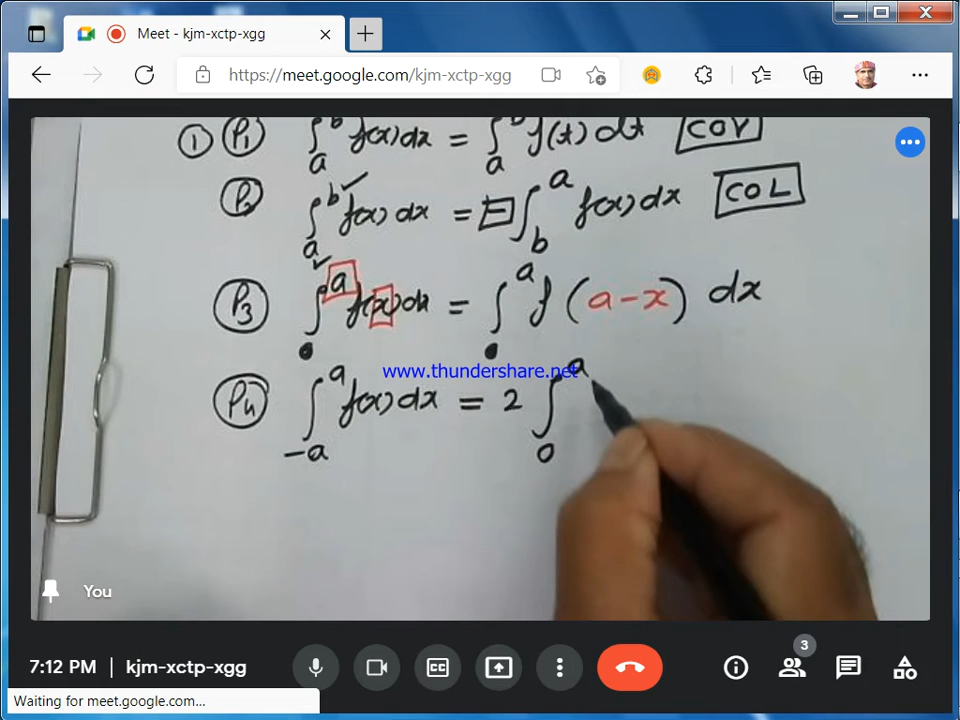 Meet - kjm-xctp-xgg
https://meet.google.com/kjm-xctp-xgg
① P₁ ∫ₐᵇ f(x)dx = ∫ₐᵇ f(t)dt COV
P₂ ∫ₐᵇ f(x)dx = - ∫_b^a f(x)dx COL
P₃ ∫₀ᵃ f(x)dx = ∫₀ᵃ f(a-x) dx
www.thundershare.net
P₄ ∫₋ₐᵃ f(x)dx = 2 ∫₀ᵃ
You
7:12 PM | kjm-xctp-xgg
CC
3
Waiting for meet.google.com...